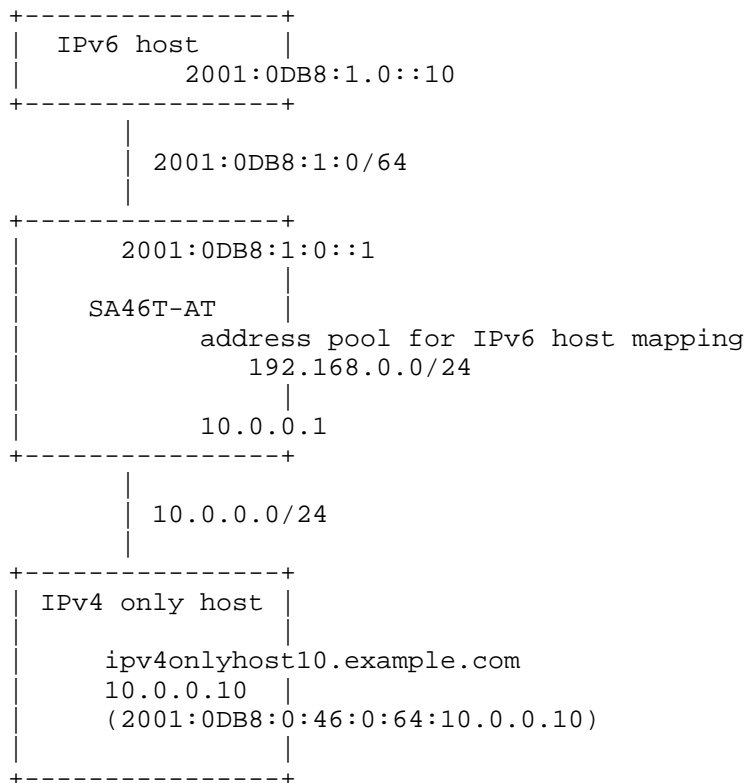 IPv6 host
2001:0DB8:1.0::10
2001:0DB8:1:0/64
2001:0DB8:1:0::1
SA46T-AT
address pool for IPv6 host mapping
192.168.0.0/24
10.0.0.1
10.0.0.0/24
IPv4 only host
ipv4onlyhost10.example.com
10.0.0.10
(2001:0DB8:0:46:0:64:10.0.0.10)